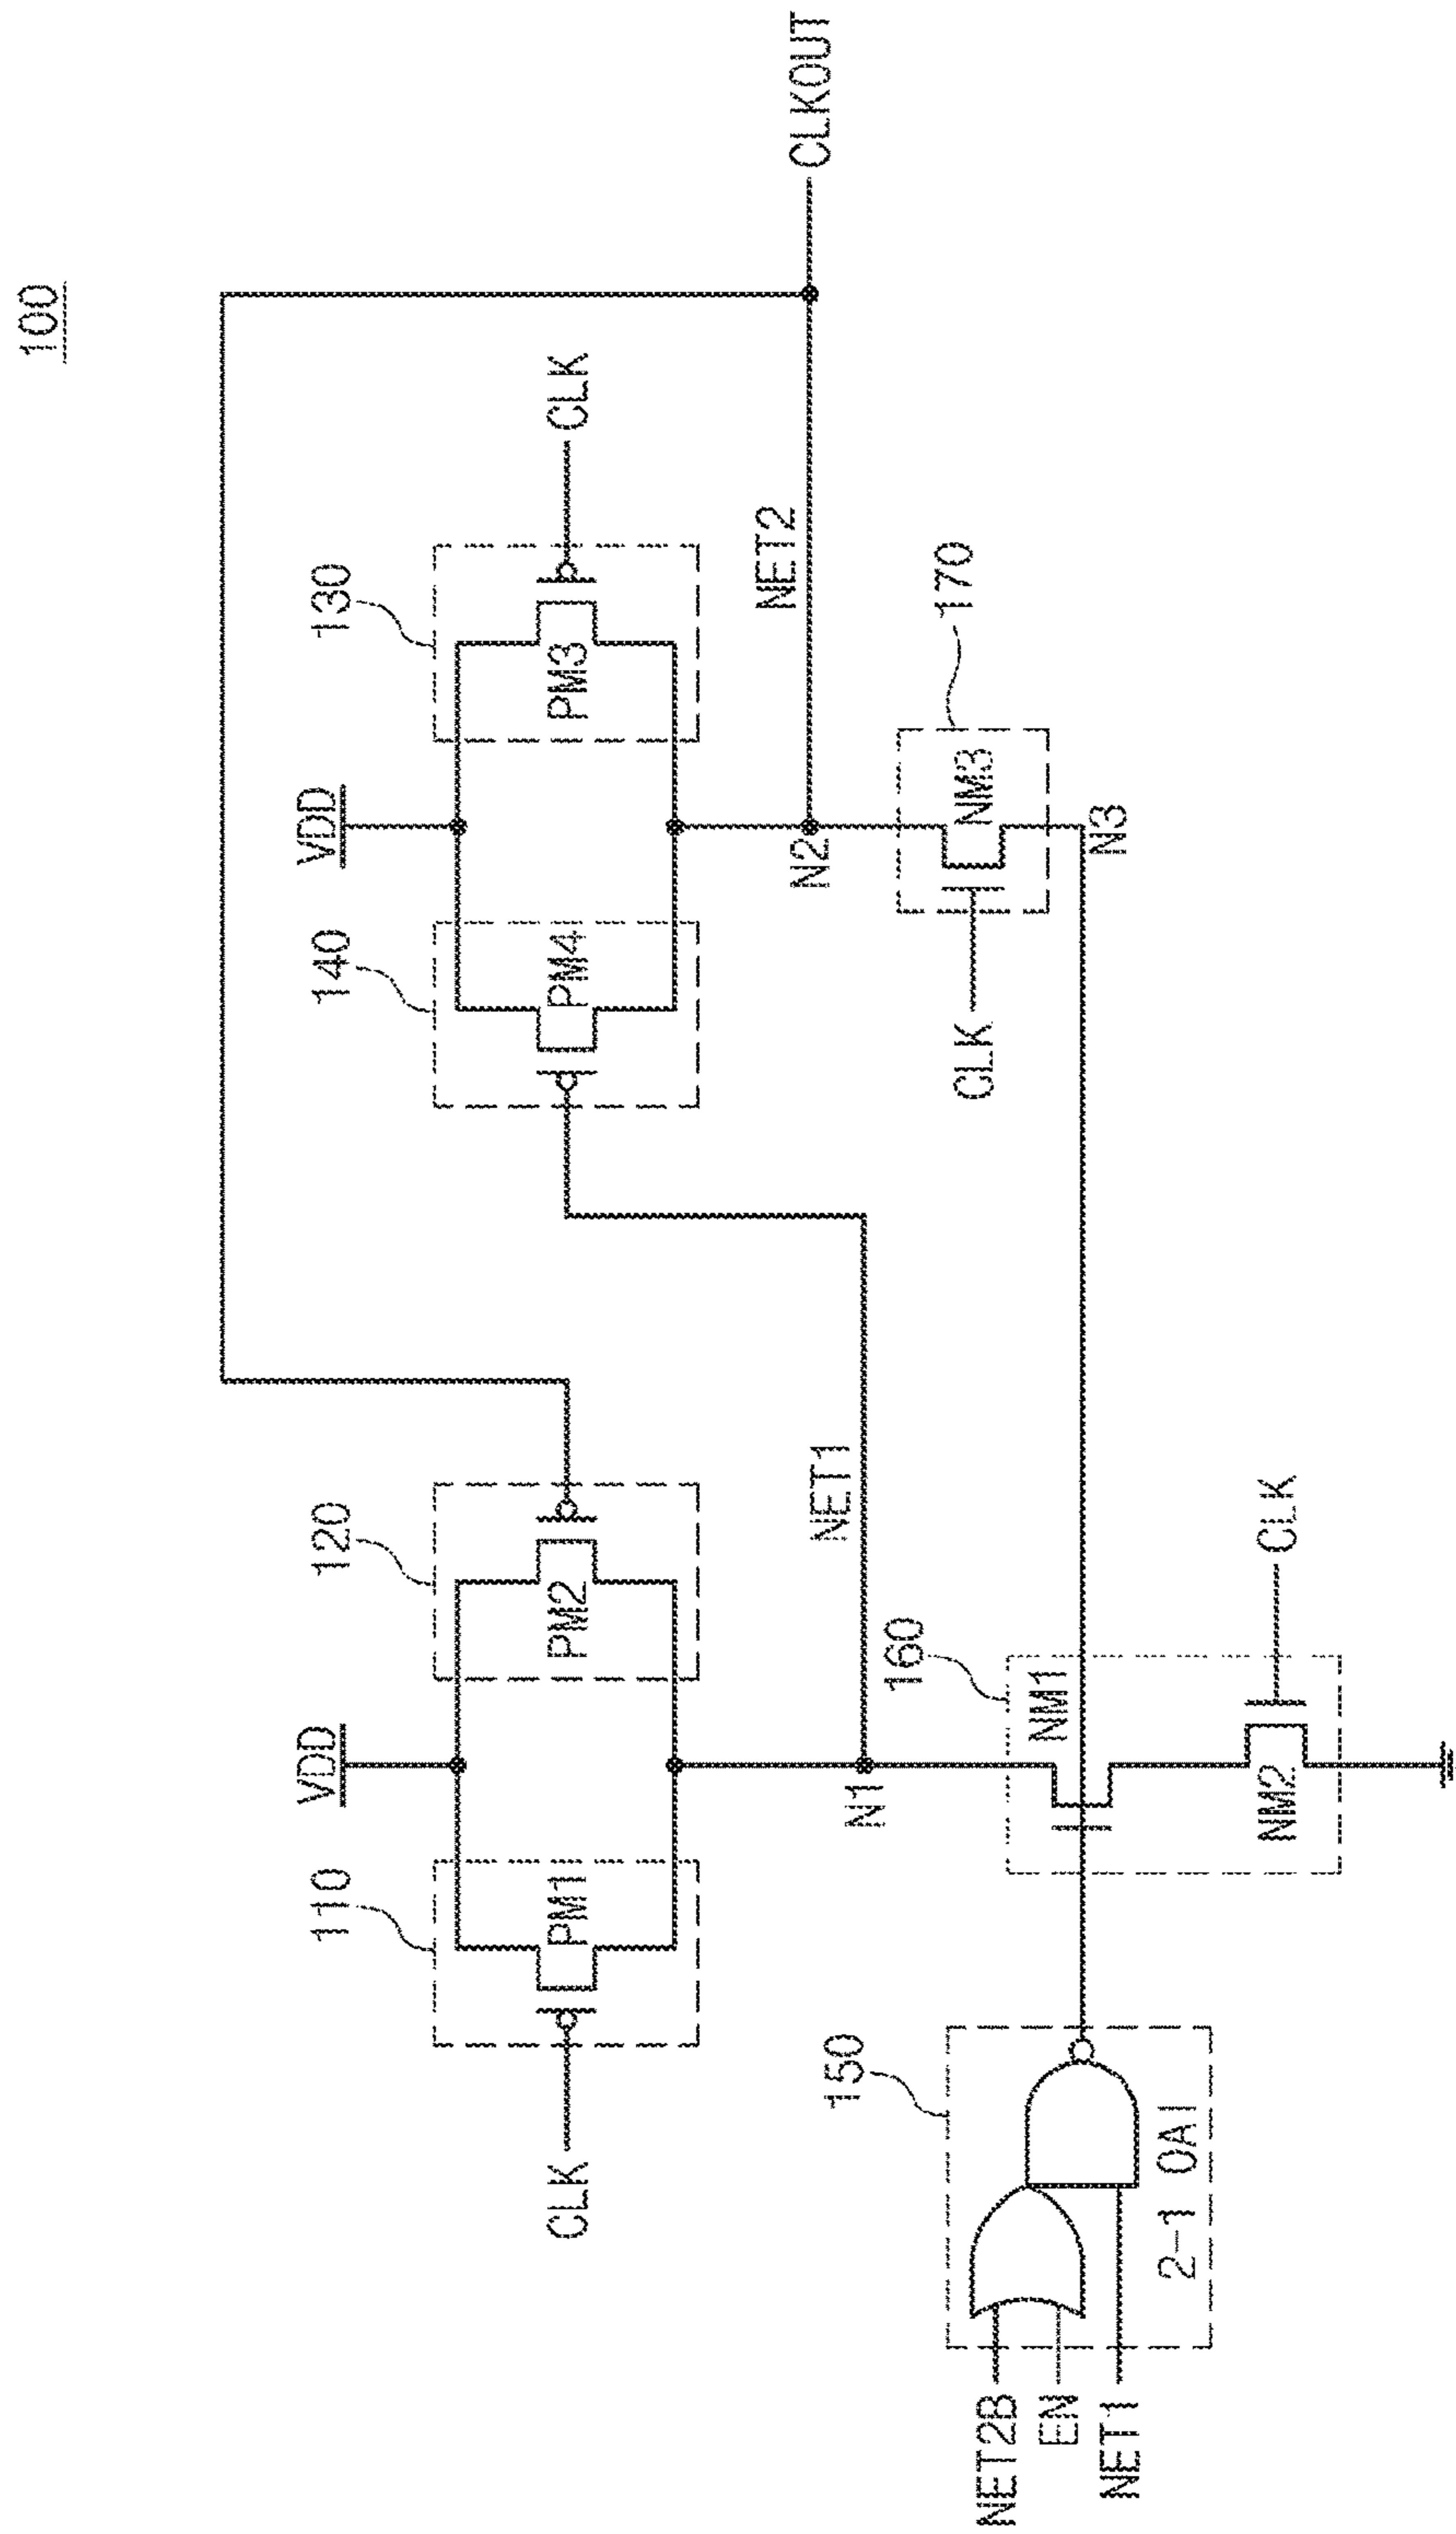 100
VDD
VDD
110
120
140
130
CLK
PM1
PM2
PM4
PM3
CLK
NET1
NET2
CLKOUT
N1
N2
150
160
170
CLK
NM3
NM1
N3
NET2B
EN
NET1
2-1 OAI
NM2
CLK